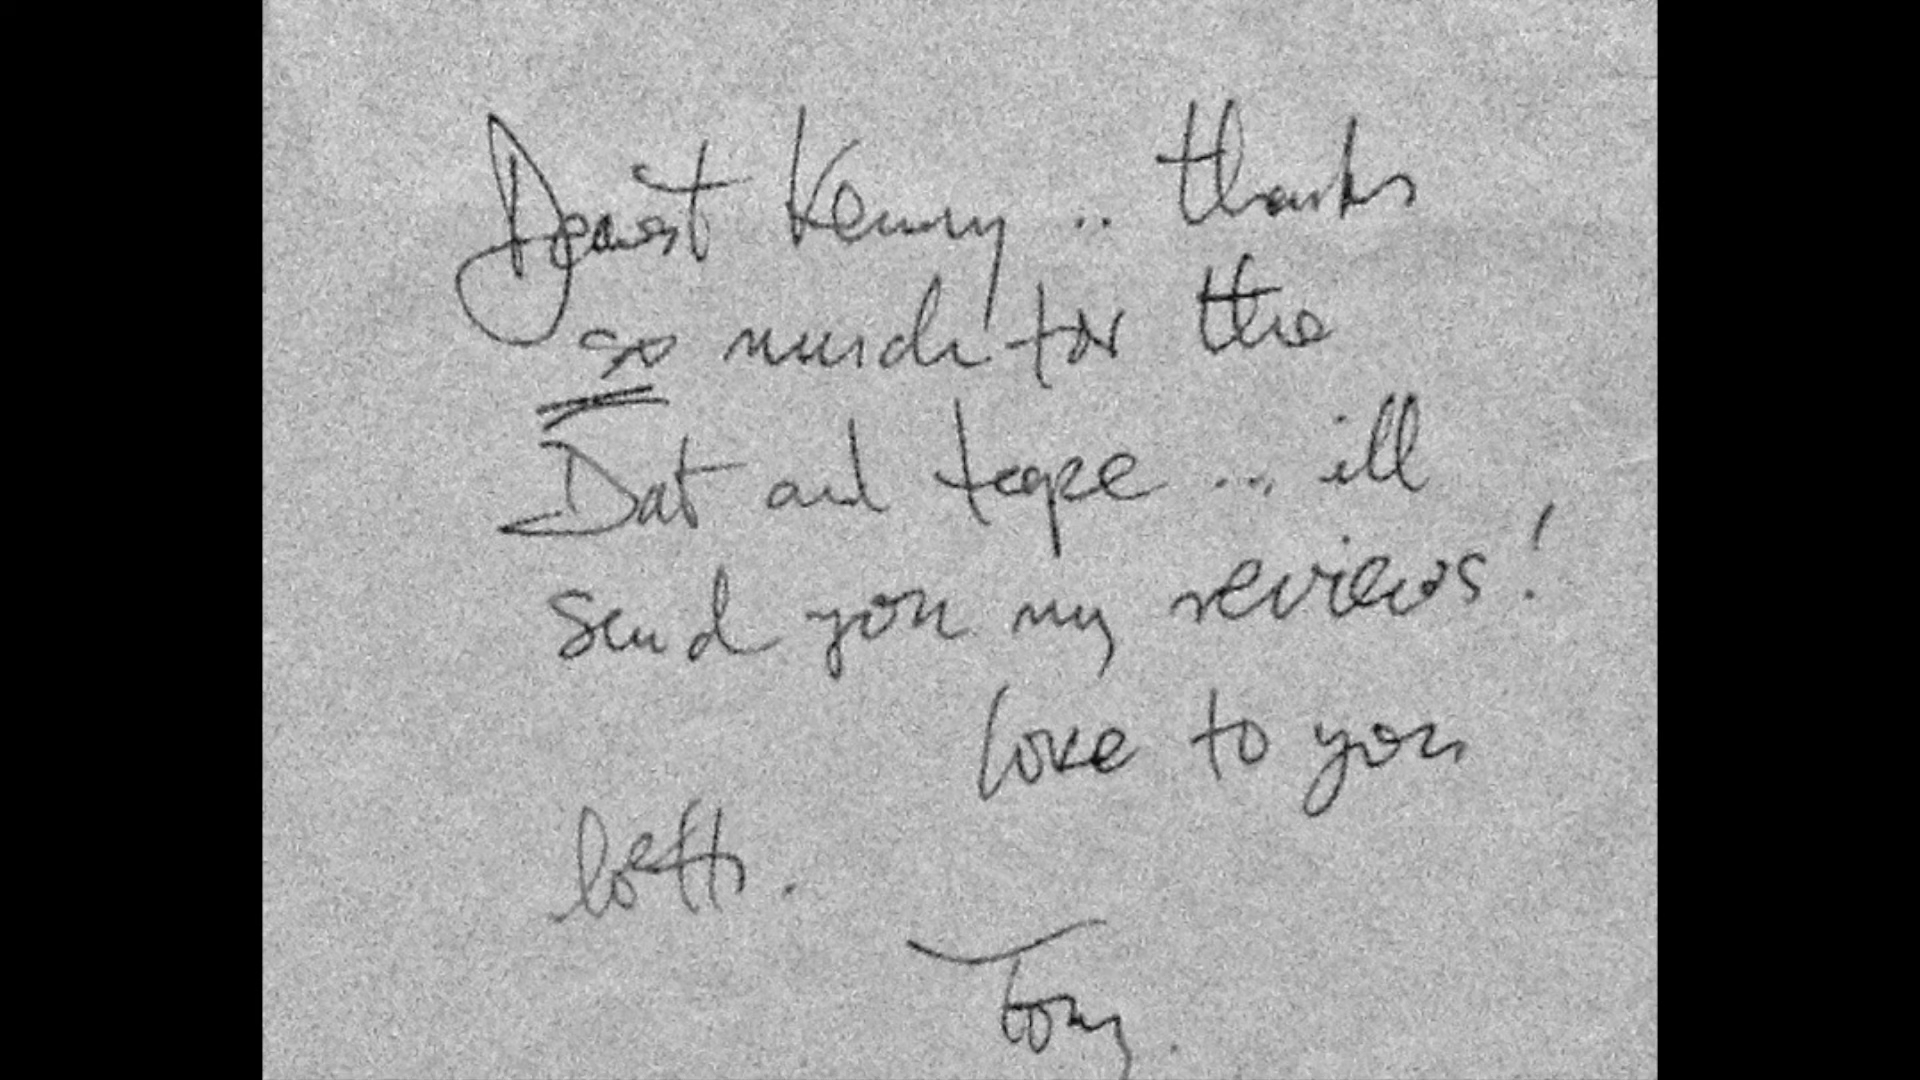 Dearest Kenny .. thanks
so much for the
Dat and tape ... ill
send you my reviews!
love to you
both.
Tony.